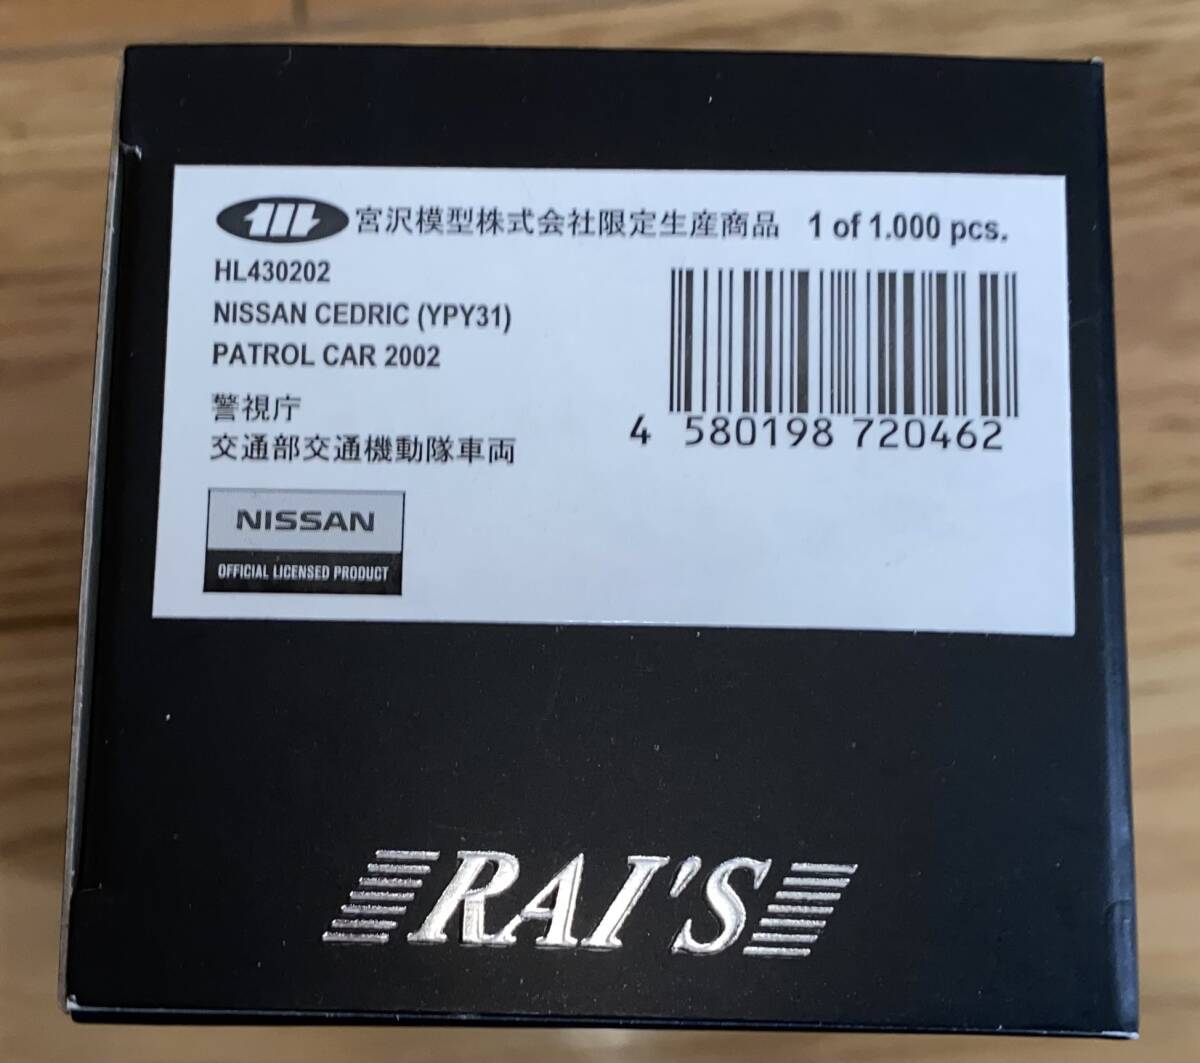 宮沢模型株式会社限定生産商品 1 of 1.000 pcs.
HL430202
NISSAN CEDRIC (YPY31)
PATROL CAR 2002
警視庁
交通部交通機動隊車両
4 580198 720462
NISSAN
OFFICIAL LICENSED PRODUCT
RAI'S